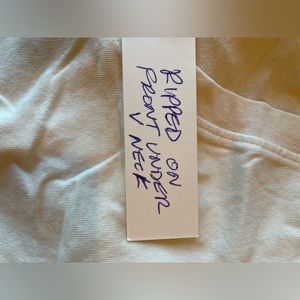 RIPPED ON
FRONT UNDER
V NECK